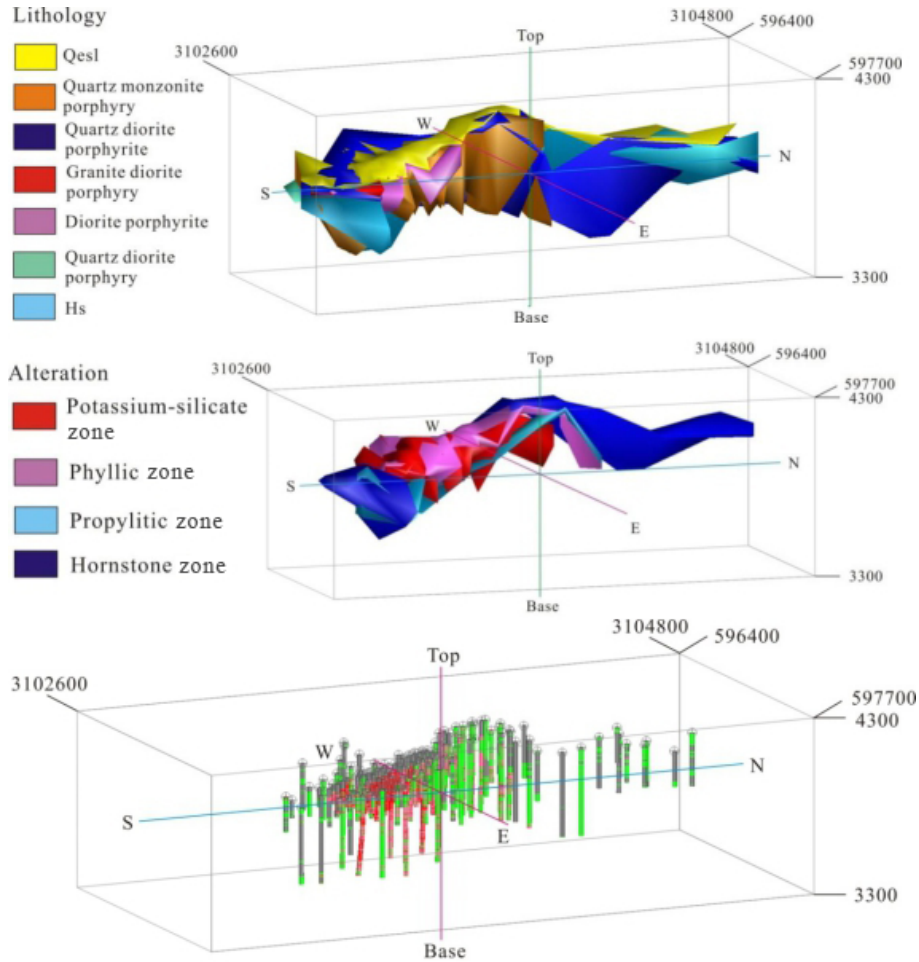 Lithology
Qesl
Quartz monzonite
porphyry
Quartz diorite
porphyrite
Granite diorite
porphyry
Diorite porphyrite
Quartz diorite
porphyry
Hs
3102600
Top
3104800
596400
597700
4300
W
N
S
E
Base
3300
Alteration
Potassium-silicate
zone
Phyllic zone
Propylitic zone
Hornstone zone
3102600
Top
3104800
596400
597700
4300
W
N
S
E
Base
3300
3102600
Top
3104800
596400
597700
4300
W
N
S
E
Base
3300